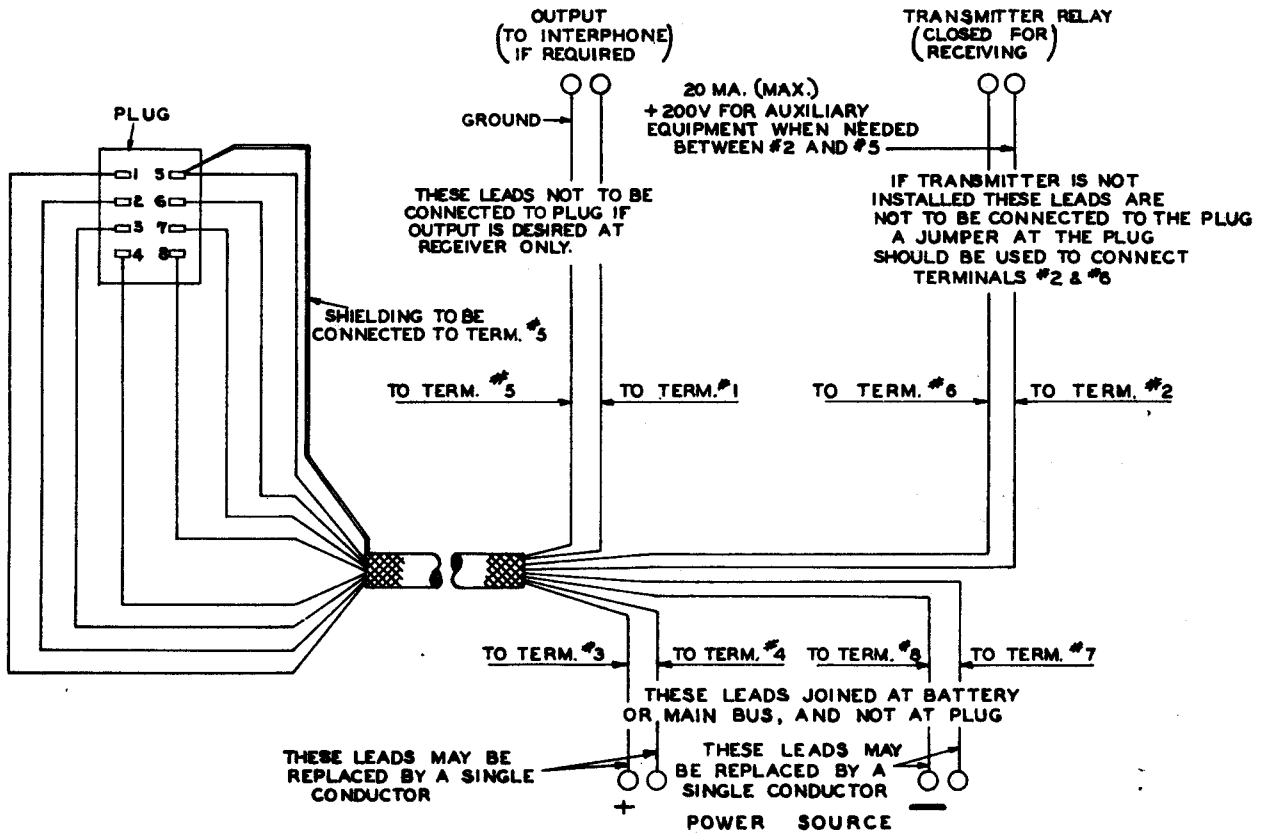 OUTPUT
(TO INTERPHONE)
IF REQUIRED
TRANSMITTER RELAY
(CLOSED FOR)
RECEIVING
PLUG
GROUND
20 MA. (MAX.)
+200V FOR AUXILIARY
EQUIPMENT WHEN NEEDED
BETWEEN #2 AND #5
1 5
2 6
3 7
4 8
THESE LEADS NOT TO BE
CONNECTED TO PLUG IF
OUTPUT IS DESIRED AT
RECEIVER ONLY.
IF TRANSMITTER IS NOT
INSTALLED THESE LEADS ARE
NOT TO BE CONNECTED TO THE PLUG
A JUMPER AT THE PLUG
SHOULD BE USED TO CONNECT
TERMINALS #2 & #6
SHIELDING TO BE
CONNECTED TO TERM. #5
TO TERM. #5
TO TERM. #1
TO TERM. #6
TO TERM. #2
TO TERM. #3
TO TERM. #4
TO TERM. #8
TO TERM. #7
THESE LEADS JOINED AT BATTERY
OR MAIN BUS, AND NOT AT PLUG
THESE LEADS MAY BE
REPLACED BY A SINGLE
CONDUCTOR
THESE LEADS MAY
BE REPLACED BY A
SINGLE CONDUCTOR
+ −
POWER SOURCE